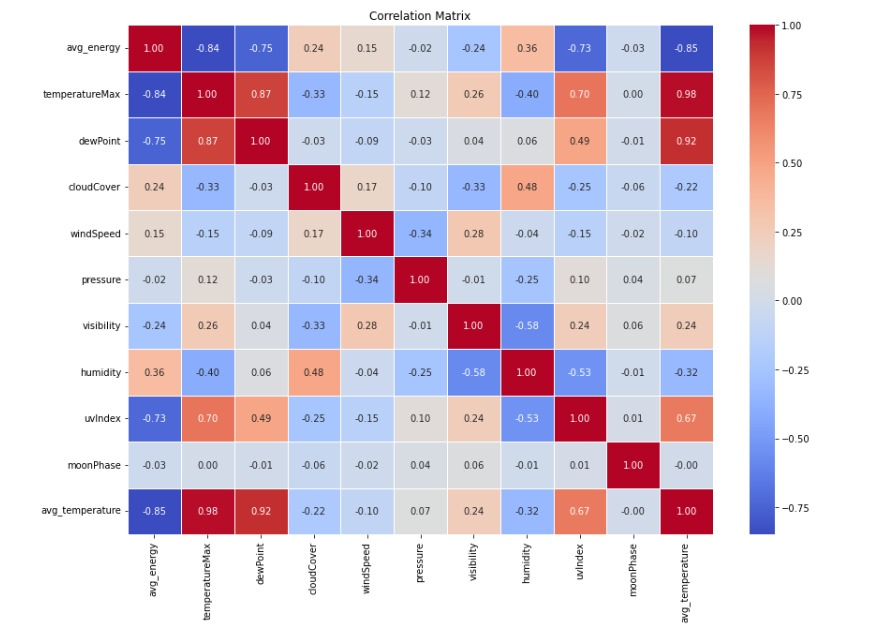 Correlation Matrix
avg_energy 1.00 -0.84 -0.75 0.24 0.15 -0.02 -0.24 0.36 -0.73 -0.03 -0.85
temperatureMax -0.84 1.00 0.87 -0.33 -0.15 0.12 0.26 -0.40 0.70 0.00 0.98
dewPoint -0.75 0.87 1.00 -0.03 -0.09 -0.03 0.04 0.06 0.49 -0.01 0.92
cloudCover 0.24 -0.33 -0.03 1.00 0.17 -0.10 -0.33 0.48 -0.25 -0.06 -0.22
windSpeed 0.15 -0.15 -0.09 0.17 1.00 -0.34 0.28 -0.04 -0.15 -0.02 -0.10
pressure -0.02 0.12 -0.03 -0.10 -0.34 1.00 -0.01 -0.25 0.10 0.04 0.07
visibility -0.24 0.26 0.04 -0.33 0.28 -0.01 1.00 -0.58 0.24 0.06 0.24
humidity 0.36 -0.40 0.06 0.48 -0.04 -0.25 -0.58 1.00 -0.53 -0.01 -0.32
uvIndex -0.73 0.70 0.49 -0.25 -0.15 0.10 0.24 -0.53 1.00 0.01 0.67
moonPhase -0.03 0.00 -0.01 -0.06 -0.02 0.04 0.06 -0.01 0.01 1.00 -0.00
avg_temperature -0.85 0.98 0.92 -0.22 -0.10 0.07 0.24 -0.32 0.67 -0.00 1.00
avg_energy
temperatureMax
dewPoint
cloudCover
windSpeed
pressure
visibility
humidity
uvIndex
moonPhase
avg_temperature
1.00
0.75
0.50
0.25
0.00
−0.25
−0.50
−0.75